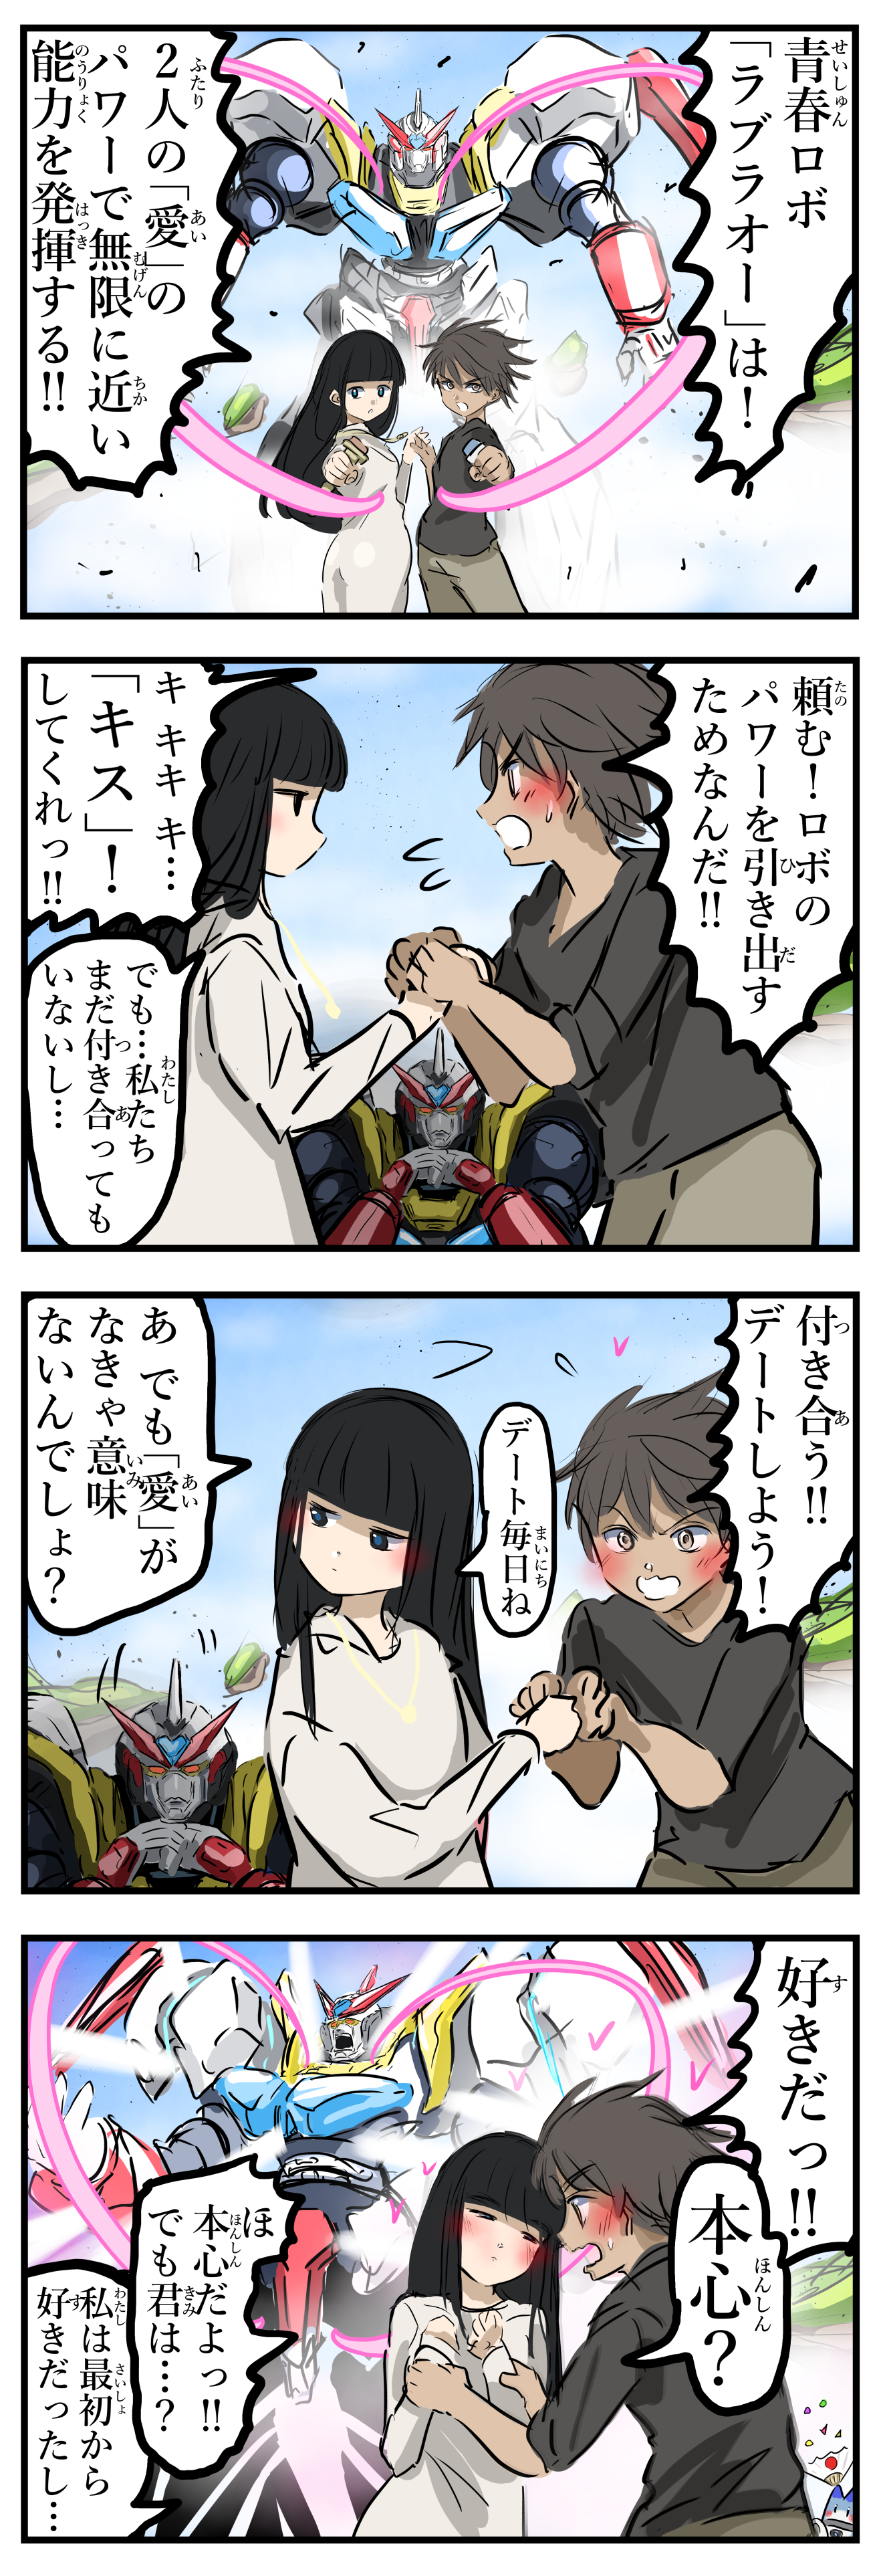 青春ロボ
「ラブラオー」は！
２人の「愛」の
パワーで無限に近い
能力を発揮する!!
頼む！ロボの
パワーを引き出す
ためなんだ!!
キキキキ…
「キス」！
してくれっ!!
でも…私たち
まだ付き合っても
いないし…
付き合う!!
デートしよう！
デート毎日ね
あ でも「愛」が
なきゃ意味
ないんでしょ？
好きだっ!!
本心？
ほ
本心だよっ!!
でも君は…？
私は最初から
好きだったし…